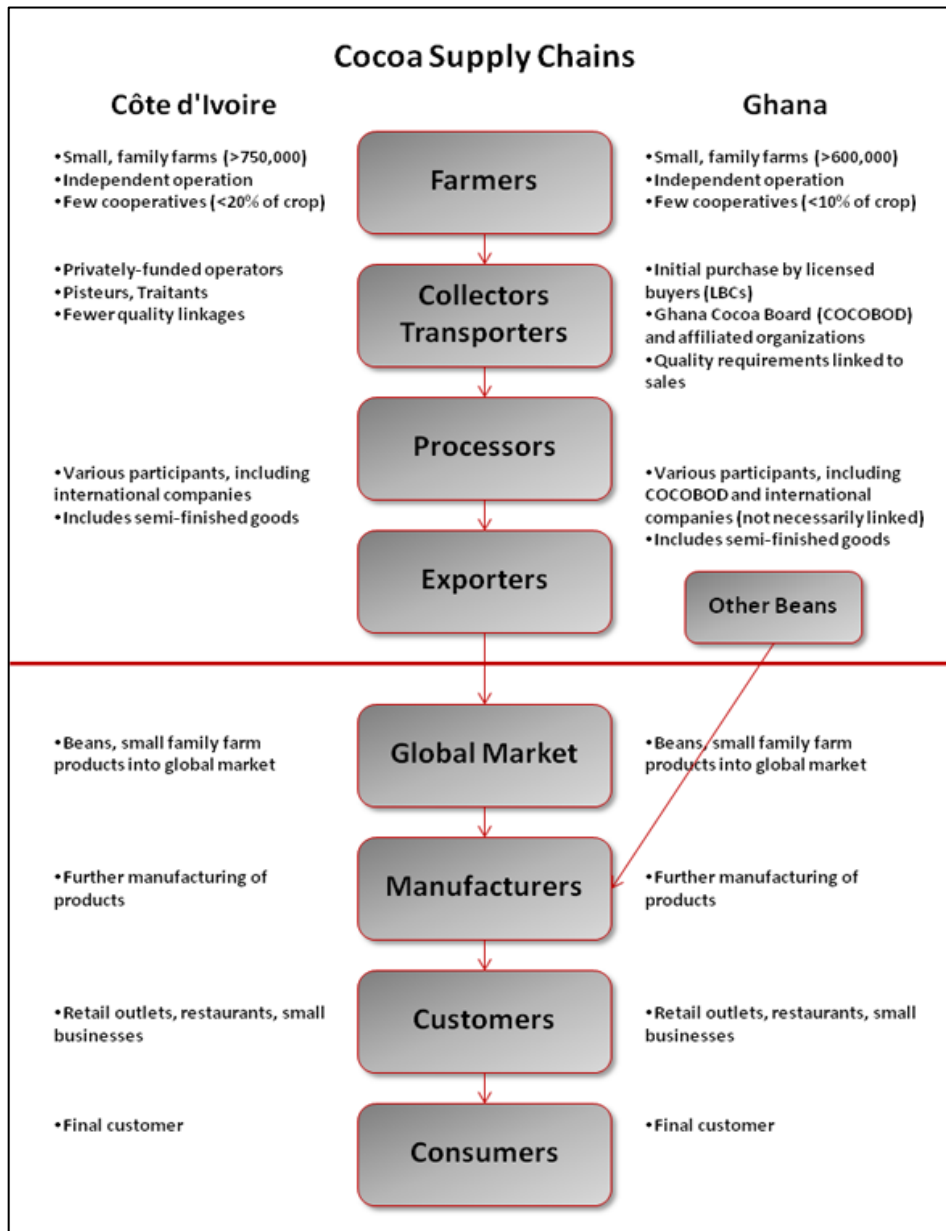 Cocoa Supply Chains
Côte d'Ivoire
Ghana
•Small, family farms (>750,000)
•Independent operation
•Few cooperatives (<20% of crop)
Farmers
•Small, family farms (>600,000)
•Independent operation
•Few cooperatives (<10% of crop)
•Privately-funded operators
•Pisteurs, Traitants
•Fewer quality linkages
Collectors
Transporters
•Initial purchase by licensed
buyers (LBCs)
•Ghana Cocoa Board (COCOBOD)
and affiliated organizations
•Quality requirements linked to
sales
Processors
•Various participants, including
international companies
•Includes semi-finished goods
•Various participants, including
COCOBOD and international
companies (not necessarily linked)
•Includes semi-finished goods
Exporters
Other Beans
•Beans, small family farm
products into global market
Global Market
•Beans, small family farm
products into global market
•Further manufacturing of
products
Manufacturers
•Further manufacturing of
products
•Retail outlets, restaurants, small
businesses
Customers
•Retail outlets, restaurants, small
businesses
•Final customer
Consumers
•Final customer